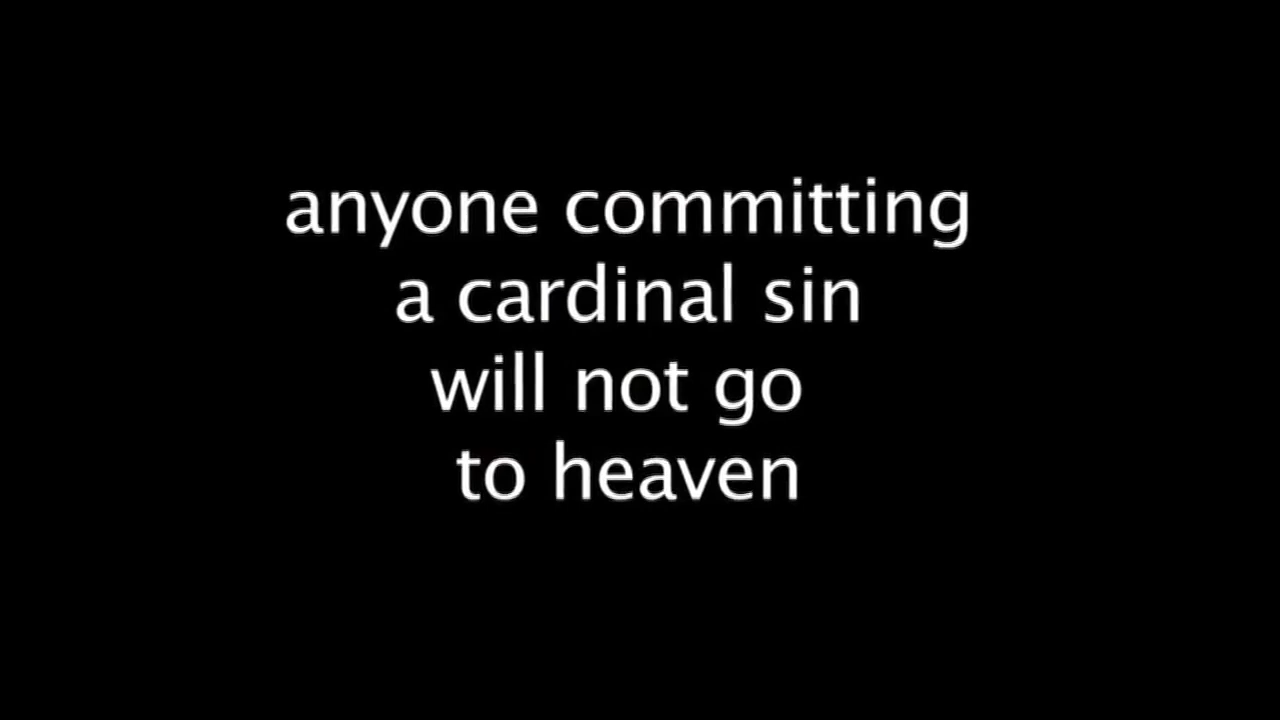 anyone committing
a cardinal sin
will not go
to heaven